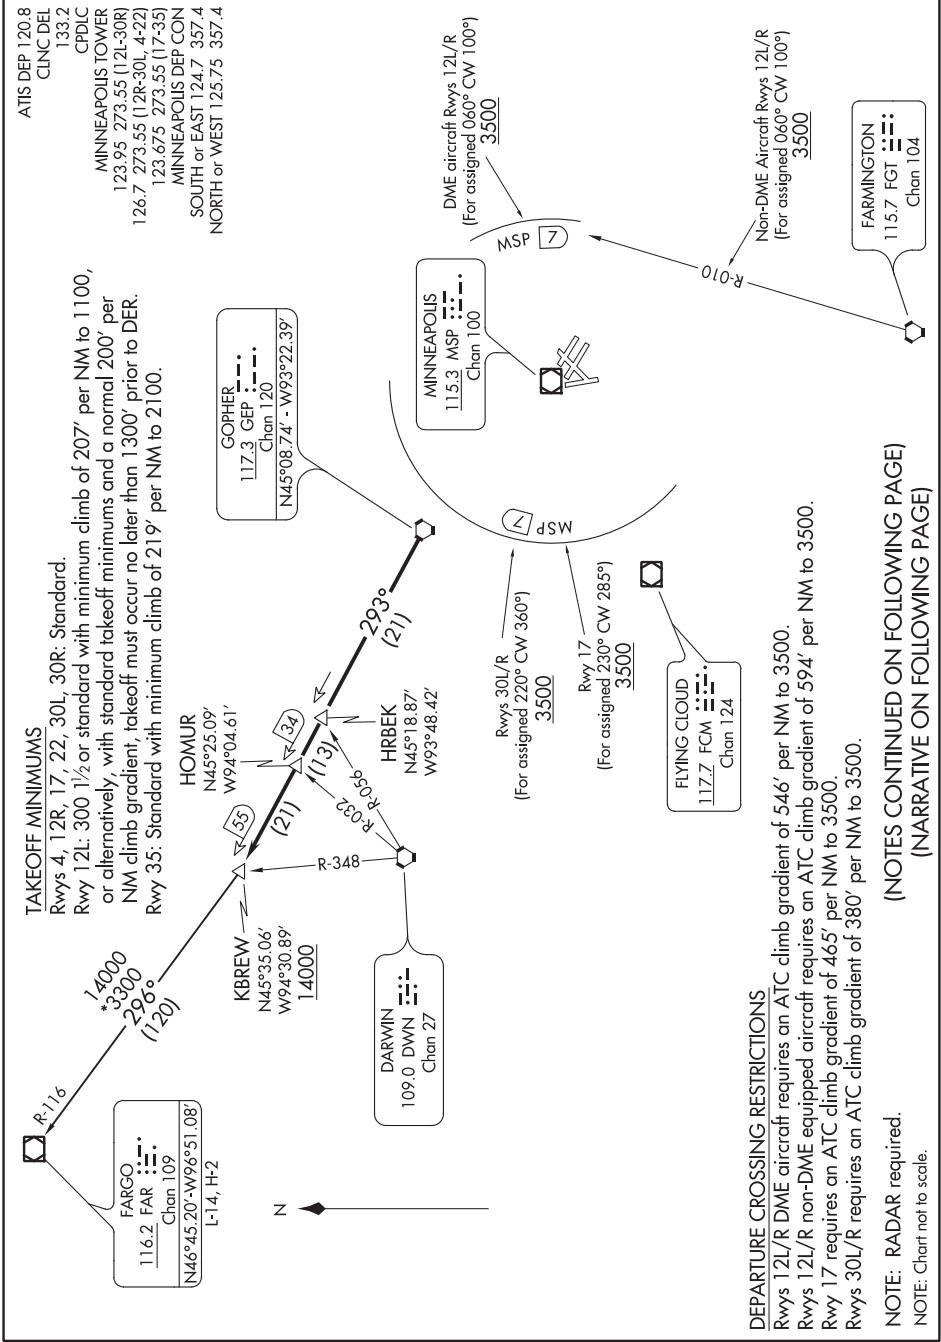 ATIS DEP 120.8
CLNC DEL
133.2
CPDLC
MINNEAPOLIS TOWER
123.95 273.55 (12L-30R)
126.7 273.55 (12R-30L, 4-22)
123.675 273.55 (17-35)
MINNEAPOLIS DEP CON
SOUTH or EAST 124.7 357.4
NORTH or WEST 125.75 357.4
TAKEOFF MINIMUMS
Rwys 4, 12R, 17, 22, 30L, 30R: Standard.
Rwy 12L: 300 1½ or standard with minimum climb of 207' per NM to 1100,
or alternatively, with standard takeoff minimums and a normal 200' per
NM climb gradient, takeoff must occur no later than 1300' prior to DER.
Rwy 35: Standard with minimum climb of 219' per NM to 2100.
FARGO
116.2 FAR
Chan 109
N46°45.20'-W96°51.08'
L-14, H-2
R-116
14000
*3300
296°
(120)
N
KBREW
N45°35.06'
W94°30.89'
14000
55
(21)
HOMUR
N45°25.09'
W94°04.61'
34
(13)
HRBEK
N45°18.87'
W93°48.42'
293°
(21)
GOPHER
117.3 GEP
Chan 120
N45°08.74' - W93°22.39'
R-348
R-032
R-056
DARWIN
109.0 DWN
Chan 27
MINNEAPOLIS
115.3 MSP
Chan 100
MSP 7
MSP 7
DME aircraft Rwys 12L/R
(For assigned 060° CW 100°)
3500
Non-DME Aircraft Rwys 12L/R
(For assigned 060° CW 100°)
3500
R-010
FARMINGTON
115.7 FGT
Chan 104
Rwys 30L/R
(For assigned 220° CW 360°)
3500
Rwy 17
(For assigned 230° CW 285°)
3500
FLYING CLOUD
117.7 FCM
Chan 124
DEPARTURE CROSSING RESTRICTIONS
Rwys 12L/R DME aircraft requires an ATC climb gradient of 546' per NM to 3500.
Rwys 12L/R non-DME equipped aircraft requires an ATC climb gradient of 594' per NM to 3500.
Rwy 17 requires an ATC climb gradient of 465' per NM to 3500.
Rwys 30L/R requires an ATC climb gradient of 380' per NM to 3500.
NOTE: RADAR required.
NOTE: Chart not to scale.
(NOTES CONTINUED ON FOLLOWING PAGE)
(NARRATIVE ON FOLLOWING PAGE)